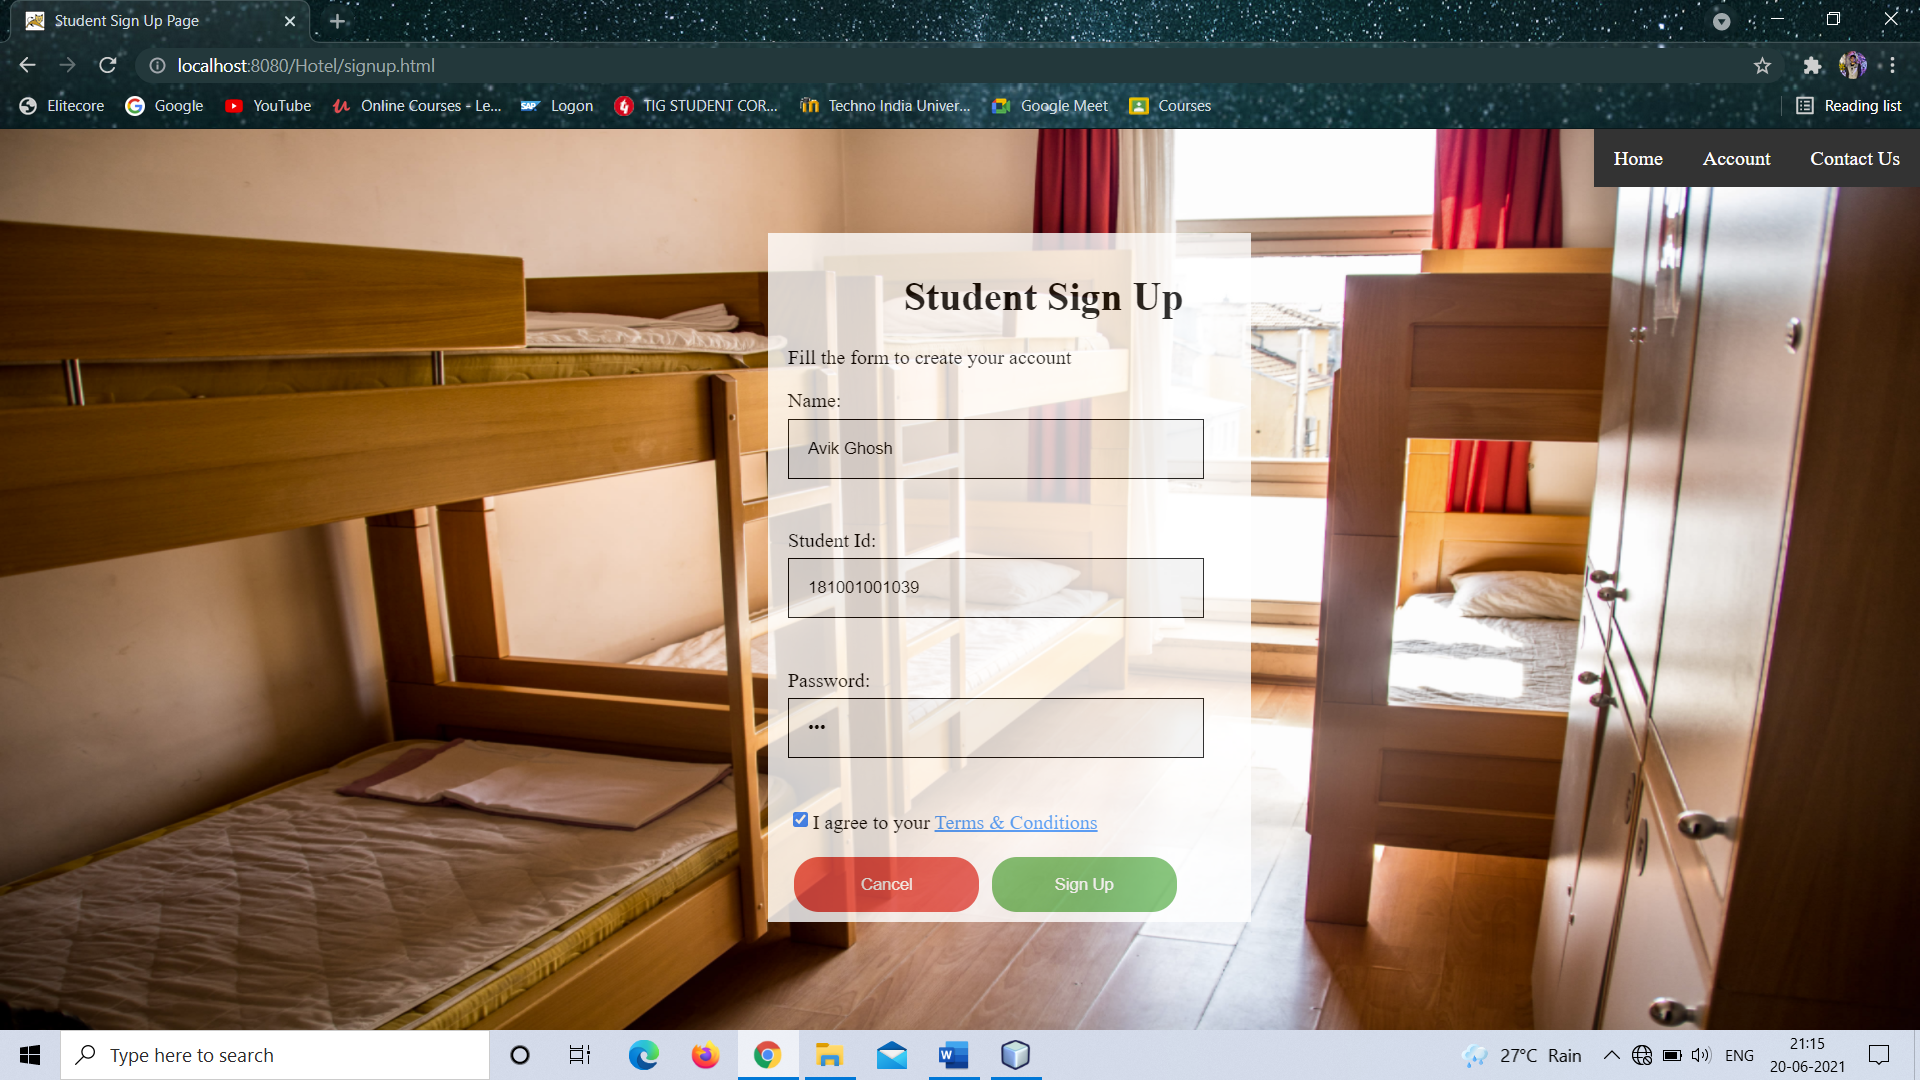 Student Sign Up Page
localhost:8080/Hotel/signup.html
Elitecore Google YouTube Online Courses - Le... Logon TIG STUDENT COR... Techno India Univer... Google Meet Courses Reading list
Home Account Contact Us
Student Sign Up
Fill the form to create your account
Name:
Avik Ghosh
Student Id:
181001001039
Password:
•••
I agree to your Terms & Conditions
Cancel Sign Up
Type here to search
27°C Rain
ENG
21:15
20-06-2021